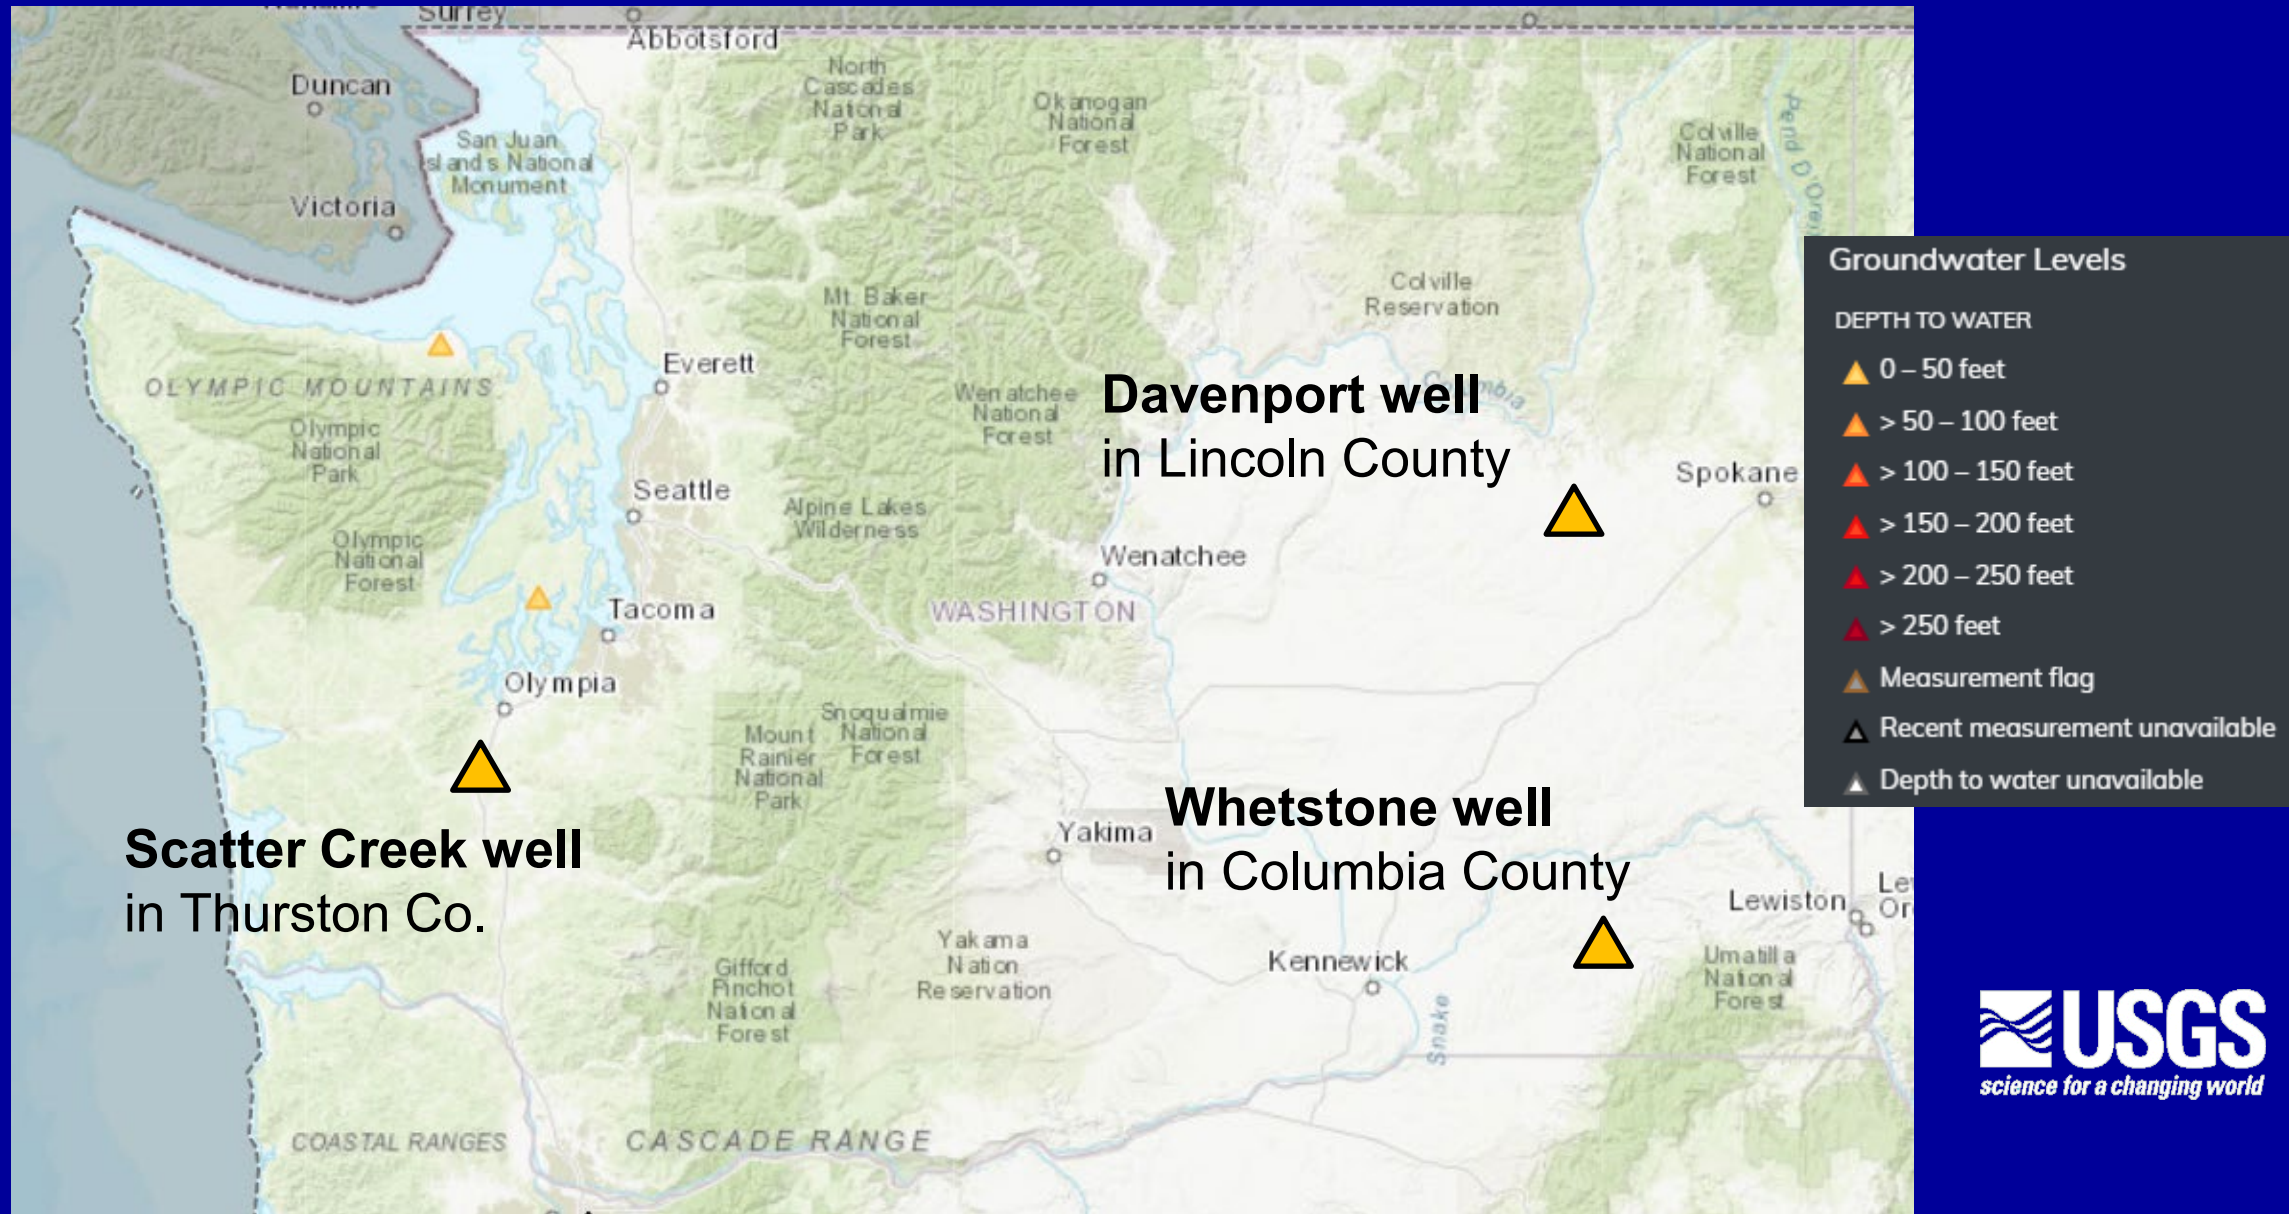 Surrey
Abbotsford
Duncan
North
Cascades
National
Park
Okanogan
National
Forest
Colville
National
Forest
San Juan
Islands National
Monument
Victoria
Colville
Reservation
Mt. Baker
National
Forest
Everett
OLYMPIC MOUNTAINS
Olympic
National
Park
Wenatchee
National
Forest
Davenport well
in Lincoln County
Columbia
Spokane
Seattle
Alpine Lakes
Wilderness
Olympic
National
Forest
Wenatchee
Tacoma
WASHINGTON
Olympia
Mount
Rainier
National
Park
Snoqualmie
National
Forest
Whetstone well
in Columbia County
Yakima
Scatter Creek well
in Thurston Co.
Lewiston
Yakama
Nation
Reservation
Gifford
Pinchot
National
Forest
Kennewick
Snake
Umatilla
National
Forest
COASTAL RANGES
CASCADE RANGE
Groundwater Levels
DEPTH TO WATER
0 – 50 feet
> 50 – 100 feet
> 100 – 150 feet
> 150 – 200 feet
> 200 – 250 feet
> 250 feet
Measurement flag
Recent measurement unavailable
Depth to water unavailable
USGS
science for a changing world